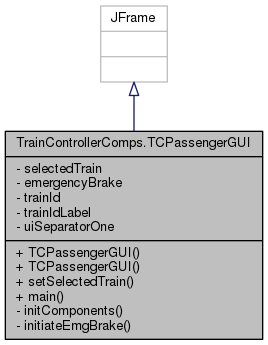 JFrame
TrainControllerComps.TCPassengerGUI
- selectedTrain
- emergencyBrake
- trainId
- trainIdLabel
- uiSeparatorOne
+ TCPassengerGUI()
+ TCPassengerGUI()
+ setSelectedTrain()
+ main()
- initComponents()
- initiateEmgBrake()